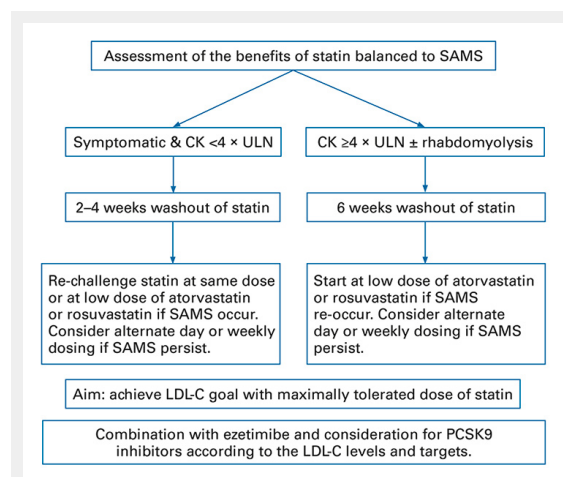 Assessment of the benefits of statin balanced to SAMS
Symptomatic & CK <4 × ULN
CK ≥4 × ULN ± rhabdomyolysis
2–4 weeks washout of statin
6 weeks washout of statin
Re-challenge statin at same dose
or at low dose of atorvastatin
or rosuvastatin if SAMS occur.
Consider alternate day or weekly
dosing if SAMS persist.
Start at low dose of atorvastatin
or rosuvastatin if SAMS
re-occur. Consider alternate
day or weekly dosing if SAMS
persist.
Aim: achieve LDL-C goal with maximally tolerated dose of statin
Combination with ezetimibe and consideration for PCSK9
inhibitors according to the LDL-C levels and targets.